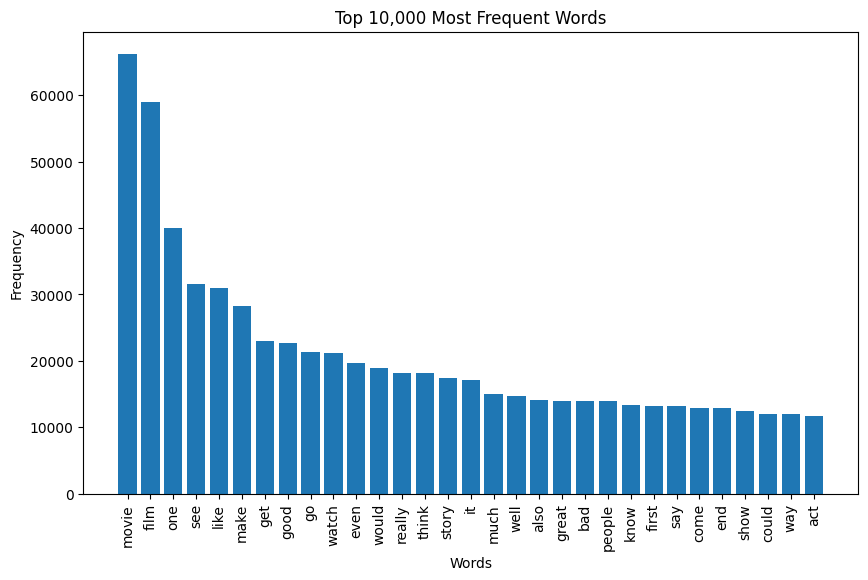 Top 10,000 Most Frequent Words
Frequency
60000
50000
40000
30000
20000
10000
0
movie
film
one
see
like
make
get
good
go
watch
even
would
really
think
story
it
much
well
also
great
bad
people
know
first
say
come
end
show
could
way
act
Words